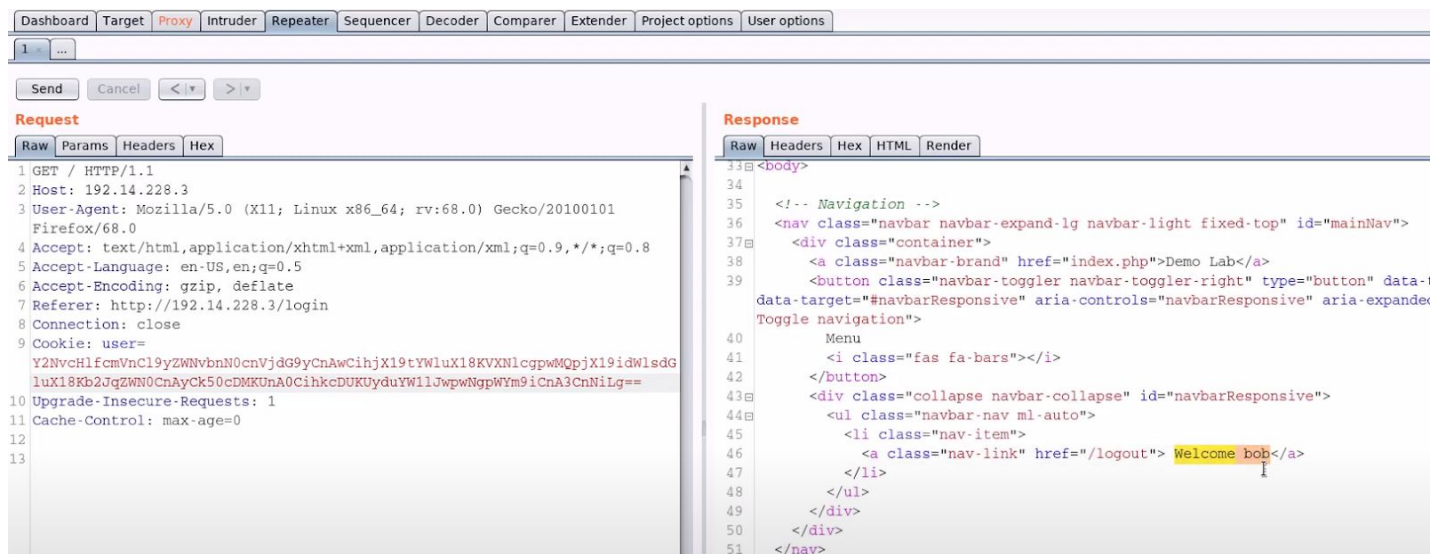 Dashboard Target Proxy Intruder Repeater Sequencer Decoder Comparer Extender Project options User options
1 × ...
Send Cancel < >
Request
Raw Params Headers Hex
1 GET / HTTP/1.1
2 Host: 192.14.228.3
3 User-Agent: Mozilla/5.0 (X11; Linux x86_64; rv:68.0) Gecko/20100101
Firefox/68.0
4 Accept: text/html,application/xhtml+xml,application/xml;q=0.9,*/*;q=0.8
5 Accept-Language: en-US,en;q=0.5
6 Accept-Encoding: gzip, deflate
7 Referer: http://192.14.228.3/login
8 Connection: close
9 Cookie: user=
Y2NvcHlfcmVnCl9yZWNvbnN0cnVjdG9yCnAwCihjX19tYWluX18KVXNlcgpwMQpjX19idWlsdG
luX18Kb2JqZWN0CnAyCk50cDMKUnA0CihkcDUKUyduYW1lJwpwNgpWYm9iCnA3CnNiLg==
10 Upgrade-Insecure-Requests: 1
11 Cache-Control: max-age=0
12
13
Response
Raw Headers Hex HTML Render
33 <body>
34
35 <!-- Navigation -->
36 <nav class="navbar navbar-expand-lg navbar-light fixed-top" id="mainNav">
37 <div class="container">
38 <a class="navbar-brand" href="index.php">Demo Lab</a>
39 <button class="navbar-toggler navbar-toggler-right" type="button" data-
data-target="#navbarResponsive" aria-controls="navbarResponsive" aria-expanded
Toggle navigation">
40 Menu
41 <i class="fas fa-bars"></i>
42 </button>
43 <div class="collapse navbar-collapse" id="navbarResponsive">
44 <ul class="navbar-nav ml-auto">
45 <li class="nav-item">
46 <a class="nav-link" href="/logout"> Welcome bob</a>
47 </li>
48 </ul>
49 </div>
50 </div>
51 </nav>